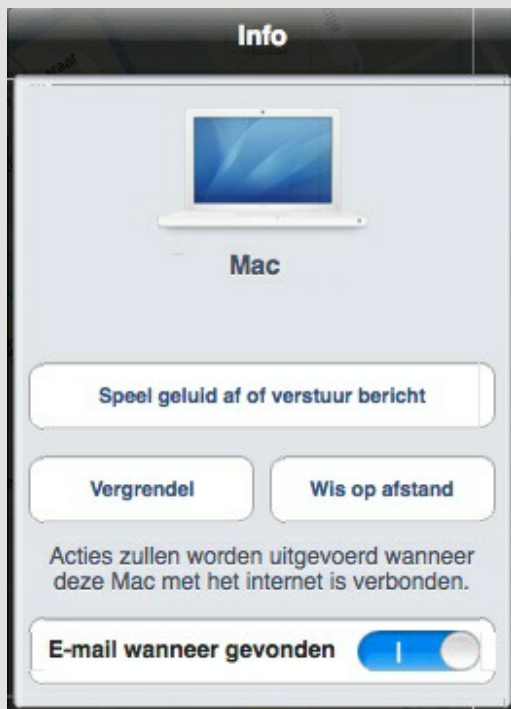 Info
Mac
Speel geluid af of verstuur bericht
Vergrendel
Wis op afstand
Acties zullen worden uitgevoerd wanneer
deze Mac met het internet is verbonden.
E-mail wanneer gevonden